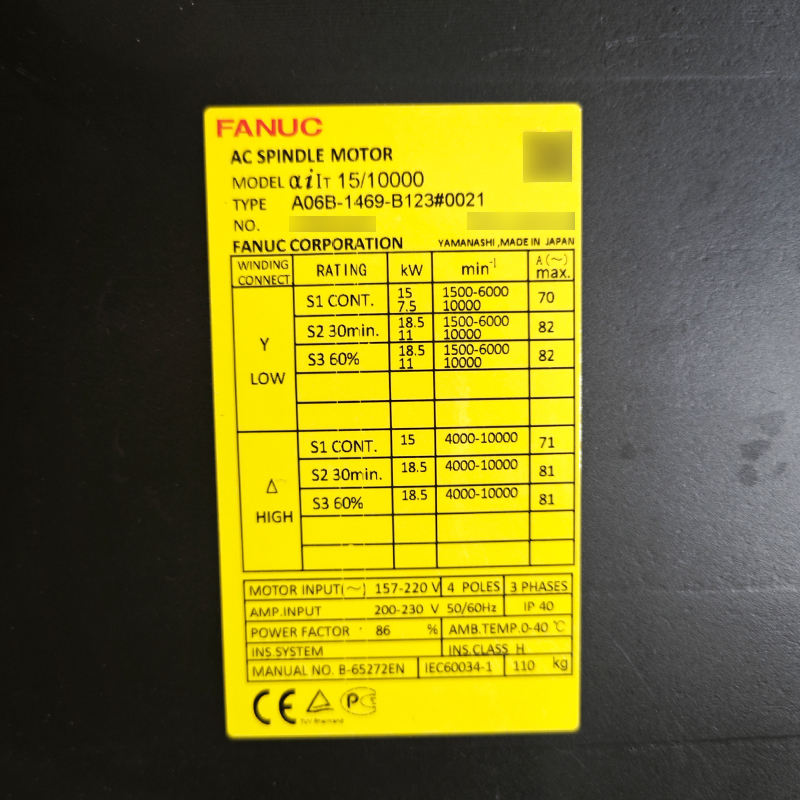 FANUC
AC SPINDLE MOTOR
MODEL αiIT 15/10000
TYPE A06B-1469-B123#0021
NO.
FANUC CORPORATION YAMANASHI ,MADE IN JAPAN
WINDING CONNECT RATING kW min-1 A(~) max.
Y LOW
S1 CONT. 15 7.5 1500-6000 10000 70
S2 30min. 18.5 11 1500-6000 10000 82
S3 60% 18.5 11 1500-6000 10000 82
Δ HIGH
S1 CONT. 15 4000-10000 71
S2 30min. 18.5 4000-10000 81
S3 60% 18.5 4000-10000 81
MOTOR INPUT(~) 157-220 V 4 POLES 3 PHASES
AMP.INPUT 200-230 V 50/60Hz IP 40
POWER FACTOR 86 % AMB.TEMP.0-40 ℃
INS.SYSTEM INS.CLASS H
MANUAL NO. B-65272EN IEC60034-1 110 kg
CE PC
TÜV Rheinland